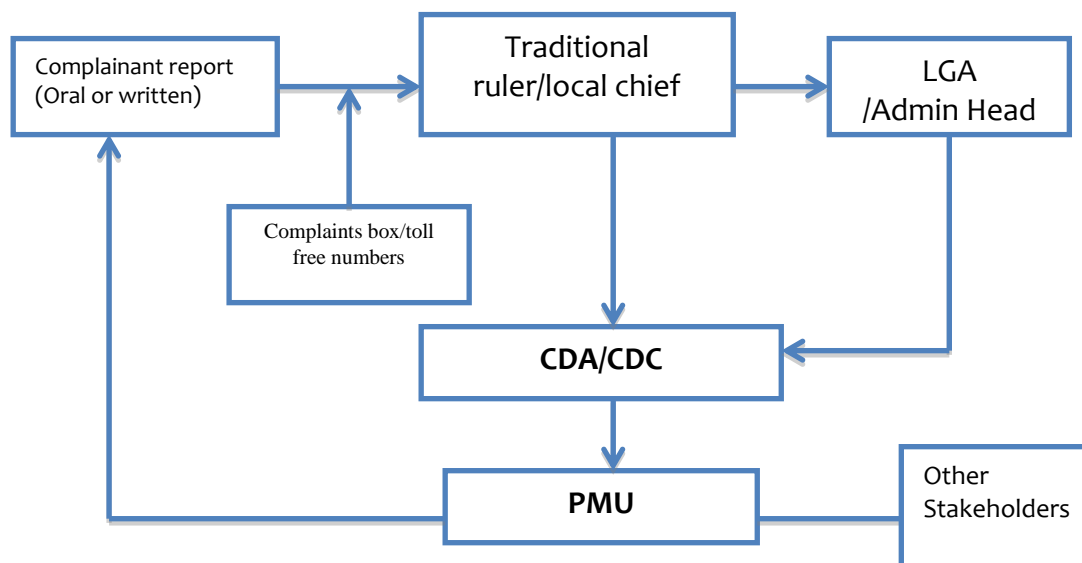 Complainant report
(Oral or written)
Traditional
ruler/local chief
LGA
/Admin Head
Complaints box/toll
free numbers
CDA/CDC
PMU
Other
Stakeholders